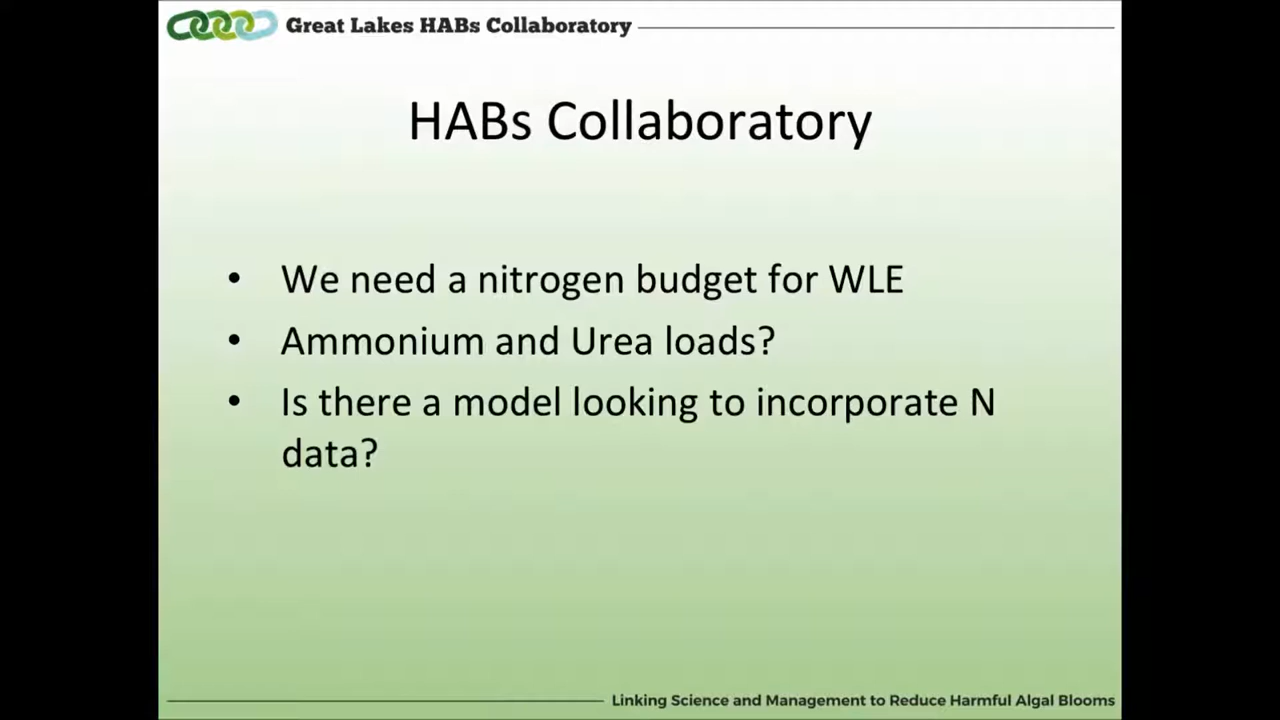 Great Lakes HABs Collaboratory
HABs Collaboratory
• We need a nitrogen budget for WLE
• Ammonium and Urea loads?
• Is there a model looking to incorporate N
data?
Linking Science and Management to Reduce Harmful Algal Blooms